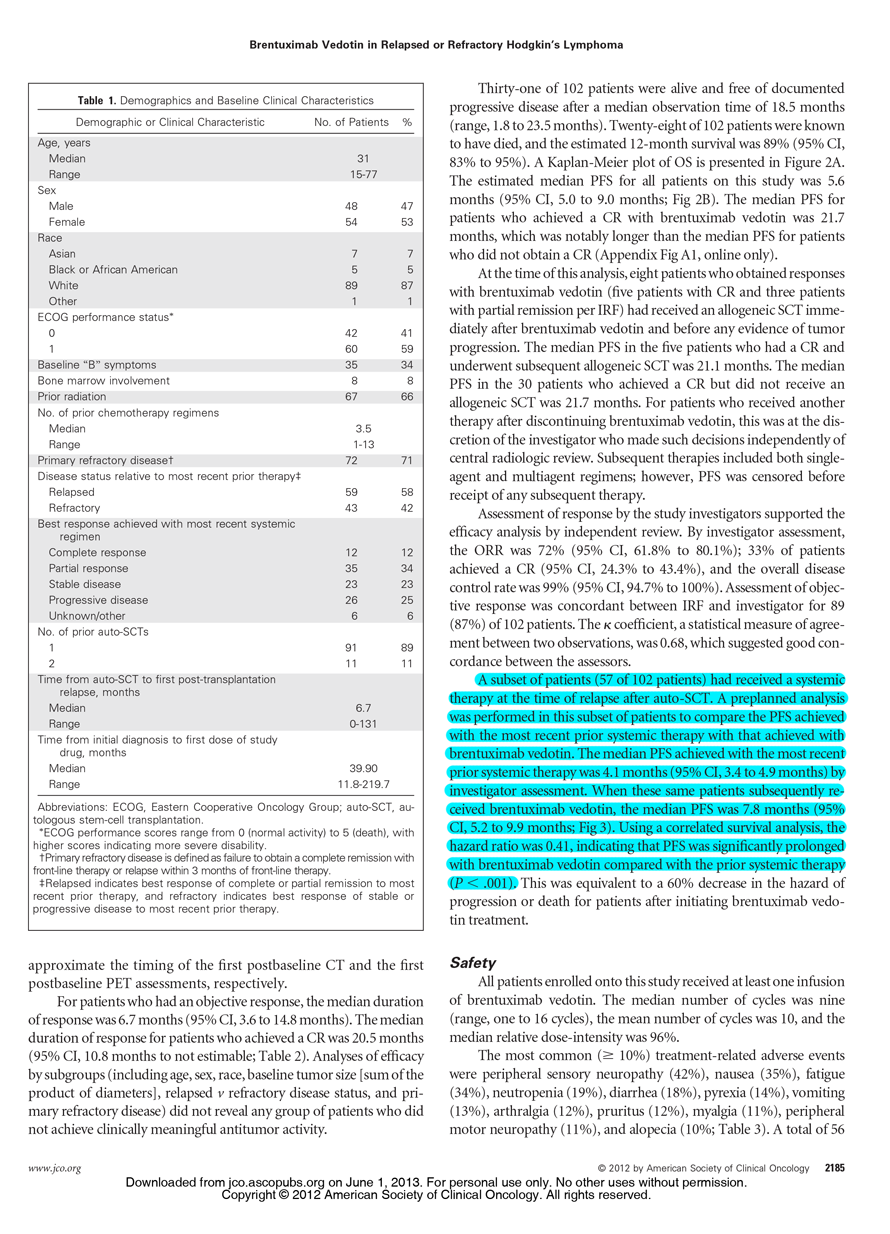 Brentuximab Vedotin in Relapsed or Refractory Hodgkin's Lymphoma
Table 1. Demographics and Baseline Clinical Characteristics
Demographic or Clinical Characteristic No. of Patients %
Age, years
Median 31
Range 15-77
Sex
Male 48 47
Female 54 53
Race
Asian 7 7
Black or African American 5 5
White 89 87
Other 1 1
ECOG performance status*
0 42 41
1 60 59
Baseline “B” symptoms 35 34
Bone marrow involvement 8 8
Prior radiation 67 66
No. of prior chemotherapy regimens
Median 3.5
Range 1-13
Primary refractory disease† 72 71
Disease status relative to most recent prior therapy‡
Relapsed 59 58
Refractory 43 42
Best response achieved with most recent systemic
regimen
Complete response 12 12
Partial response 35 34
Stable disease 23 23
Progressive disease 26 25
Unknown/other 6 6
No. of prior auto-SCTs
1 91 89
2 11 11
Time from auto-SCT to first post-transplantation
relapse, months
Median 6.7
Range 0-131
Time from initial diagnosis to first dose of study
drug, months
Median 39.90
Range 11.8-219.7
Abbreviations: ECOG, Eastern Cooperative Oncology Group; auto-SCT, au-
tologous stem-cell transplantation.
*ECOG performance scores range from 0 (normal activity) to 5 (death), with
higher scores indicating more severe disability.
†Primary refractory disease is defined as failure to obtain a complete remission with
front-line therapy or relapse within 3 months of front-line therapy.
‡Relapsed indicates best response of complete or partial remission to most
recent prior therapy, and refractory indicates best response of stable or
progressive disease to most recent prior therapy.
approximate the timing of the first postbaseline CT and the first
postbaseline PET assessments, respectively.
For patients who had an objective response, the median duration
of response was 6.7 months (95% CI, 3.6 to 14.8 months). The median
duration of response for patients who achieved a CR was 20.5 months
(95% CI, 10.8 months to not estimable; Table 2). Analyses of efficacy
by subgroups (including age, sex, race, baseline tumor size [sum of the
product of diameters], relapsed v refractory disease status, and pri-
mary refractory disease) did not reveal any group of patients who did
not achieve clinically meaningful antitumor activity.
Thirty-one of 102 patients were alive and free of documented
progressive disease after a median observation time of 18.5 months
(range, 1.8 to 23.5 months). Twenty-eight of 102 patients were known
to have died, and the estimated 12-month survival was 89% (95% CI,
83% to 95%). A Kaplan-Meier plot of OS is presented in Figure 2A.
The estimated median PFS for all patients on this study was 5.6
months (95% CI, 5.0 to 9.0 months; Fig 2B). The median PFS for
patients who achieved a CR with brentuximab vedotin was 21.7
months, which was notably longer than the median PFS for patients
who did not obtain a CR (Appendix Fig A1, online only).
At the time of this analysis, eight patients who obtained responses
with brentuximab vedotin (five patients with CR and three patients
with partial remission per IRF) had received an allogeneic SCT imme-
diately after brentuximab vedotin and before any evidence of tumor
progression. The median PFS in the five patients who had a CR and
underwent subsequent allogeneic SCT was 21.1 months. The median
PFS in the 30 patients who achieved a CR but did not receive an
allogeneic SCT was 21.7 months. For patients who received another
therapy after discontinuing brentuximab vedotin, this was at the dis-
cretion of the investigator who made such decisions independently of
central radiologic review. Subsequent therapies included both single-
agent and multiagent regimens; however, PFS was censored before
receipt of any subsequent therapy.
Assessment of response by the study investigators supported the
efficacy analysis by independent review. By investigator assessment,
the ORR was 72% (95% CI, 61.8% to 80.1%); 33% of patients
achieved a CR (95% CI, 24.3% to 43.4%), and the overall disease
control rate was 99% (95% CI, 94.7% to 100%). Assessment of objec-
tive response was concordant between IRF and investigator for 89
(87%) of 102 patients. The κ coefficient, a statistical measure of agree-
ment between two observations, was 0.68, which suggested good con-
cordance between the assessors.
A subset of patients (57 of 102 patients) had received a systemic
therapy at the time of relapse after auto-SCT. A preplanned analysis
was performed in this subset of patients to compare the PFS achieved
with the most recent prior systemic therapy with that achieved with
brentuximab vedotin. The median PFS achieved with the most recent
prior systemic therapy was 4.1 months (95% CI, 3.4 to 4.9 months) by
investigator assessment. When these same patients subsequently re-
ceived brentuximab vedotin, the median PFS was 7.8 months (95%
CI, 5.2 to 9.9 months; Fig 3). Using a correlated survival analysis, the
hazard ratio was 0.41, indicating that PFS was significantly prolonged
with brentuximab vedotin compared with the prior systemic therapy
(P < .001). This was equivalent to a 60% decrease in the hazard of
progression or death for patients after initiating brentuximab vedo-
tin treatment.
Safety
All patients enrolled onto this study received at least one infusion
of brentuximab vedotin. The median number of cycles was nine
(range, one to 16 cycles), the mean number of cycles was 10, and the
median relative dose-intensity was 96%.
The most common (≥ 10%) treatment-related adverse events
were peripheral sensory neuropathy (42%), nausea (35%), fatigue
(34%), neutropenia (19%), diarrhea (18%), pyrexia (14%), vomiting
(13%), arthralgia (12%), pruritus (12%), myalgia (11%), peripheral
motor neuropathy (11%), and alopecia (10%; Table 3). A total of 56
www.jco.org © 2012 by American Society of Clinical Oncology 2185
Downloaded from jco.ascopubs.org on June 1, 2013. For personal use only. No other uses without permission.
Copyright © 2012 American Society of Clinical Oncology. All rights reserved.